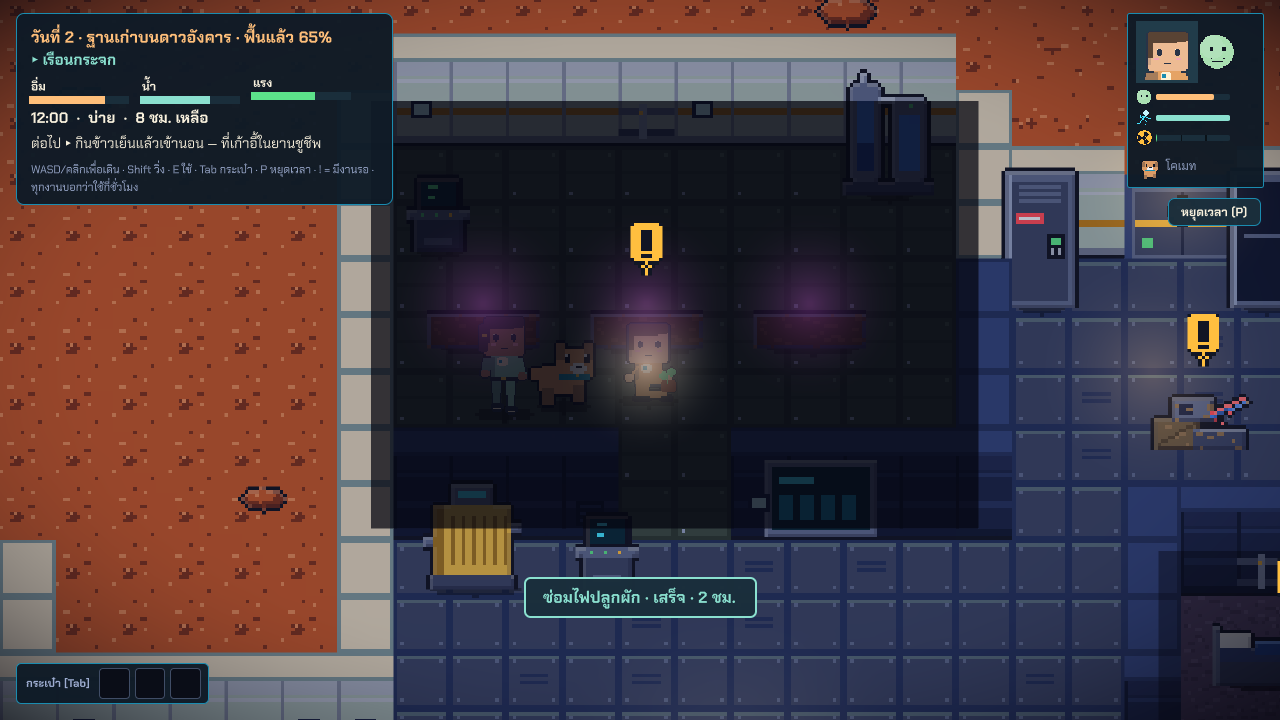 วันที่ 2 · ฐานเก่าบนดาวอังคาร · ฟื้นแล้ว 65%
▸ เรือนกระจก
อิ่ม น้ำ แรง
12:00 · บ่าย · 8 ชม. เหลือ
ต่อไป ▸ กินข้าวเย็นแล้วเข้านอน — ที่เก้าอี้ในยานชูชีพ
WASD/คลิกเพื่อเดิน · Shift วิ่ง · E ใช้ · Tab กระเป๋า · P หยุดเวลา · ! = มีงานรอ ·
ทุกงานบอกว่าใช้กี่ชั่วโมง
โคเมท
หยุดเวลา (P)
ซ่อมไฟปลูกผัก · เสร็จ · 2 ชม.
กระเป๋า [Tab]